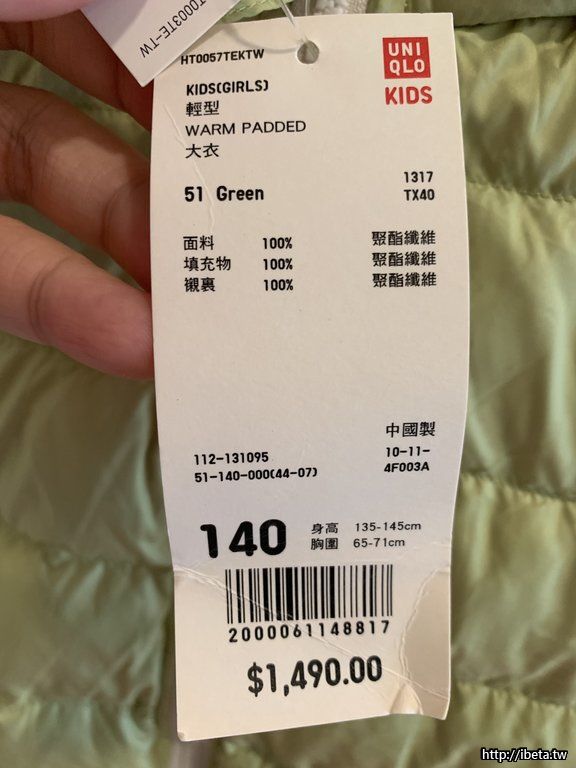 T0003TE-TW
HT0057TEKTW
UNI
QLO
KIDS
KIDS(GIRLS)
輕型
WARM PADDED
大衣
51 Green
1317
TX40
面料 100% 聚酯纖維
填充物 100% 聚酯纖維
襯裏 100% 聚酯纖維
中國製
112-131095 10-11-
51-140-000(44-07) 4F003A
140 身高 135-145cm
胸圍 65-71cm
2000061148817
$1,490.00
http://ibeta.tw